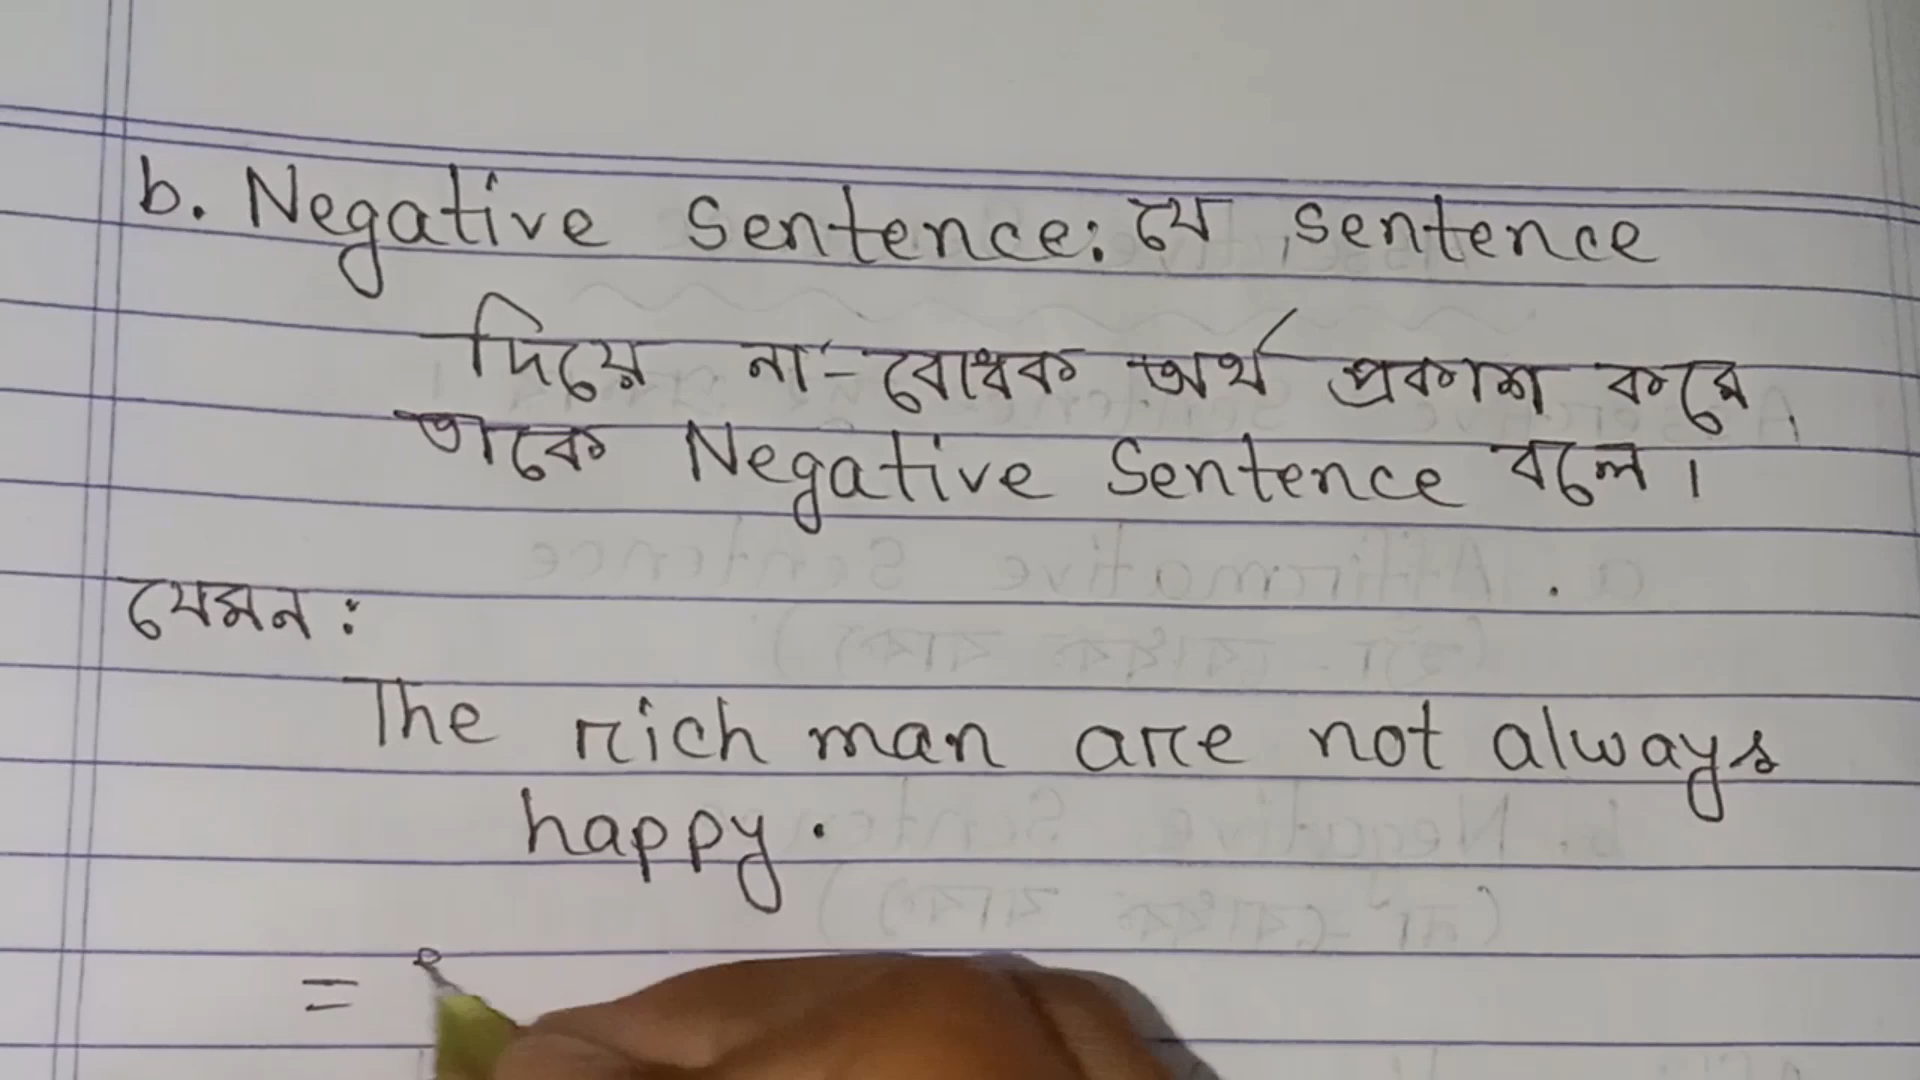 b. Negative Sentence: যে sentence
দিয়ে না-বোধক অর্থ প্রকাশ করে,
তাকে Negative Sentence বলে।
যেমন:
The rich man are not always
happy.
=